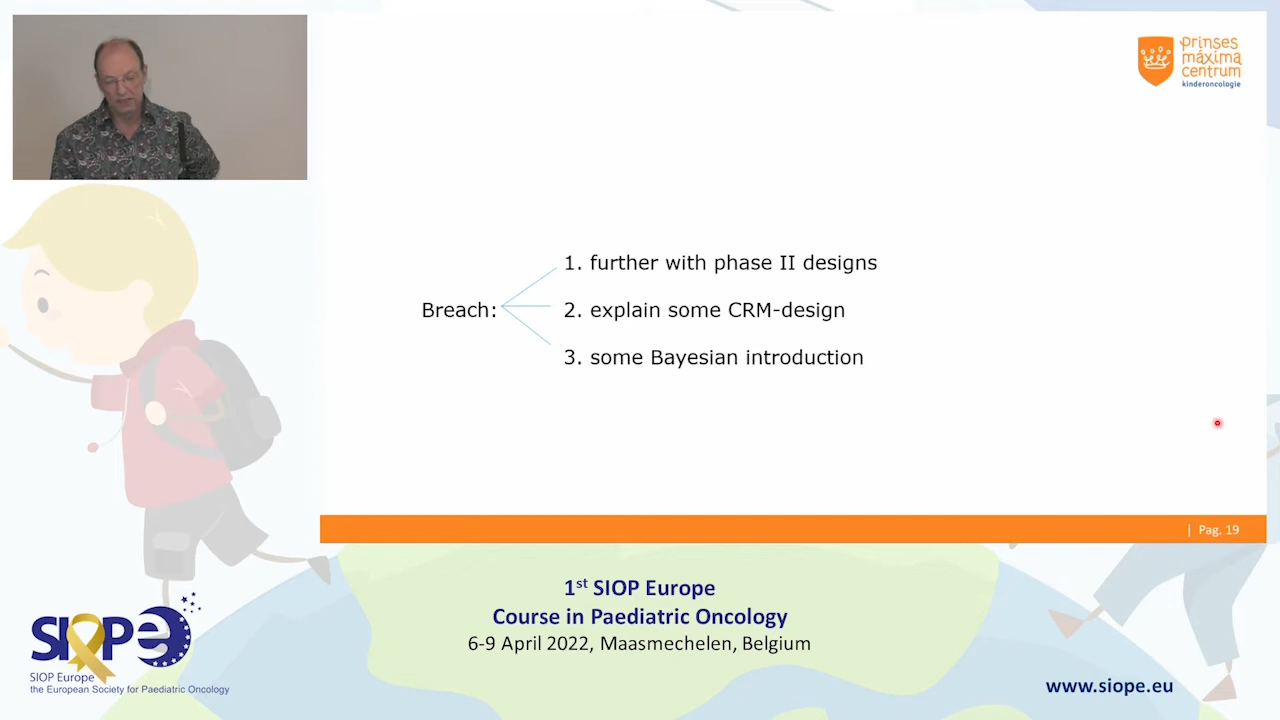 prinses
máxima
centrum
kinderoncologie
1. further with phase II designs
Breach:
2. explain some CRM-design
3. some Bayesian introduction
| Pag. 19
1st SIOP Europe
Course in Paediatric Oncology
6-9 April 2022, Maasmechelen, Belgium
SIOPe
SIOP Europe
the European Society for Paediatric Oncology
www.siope.eu